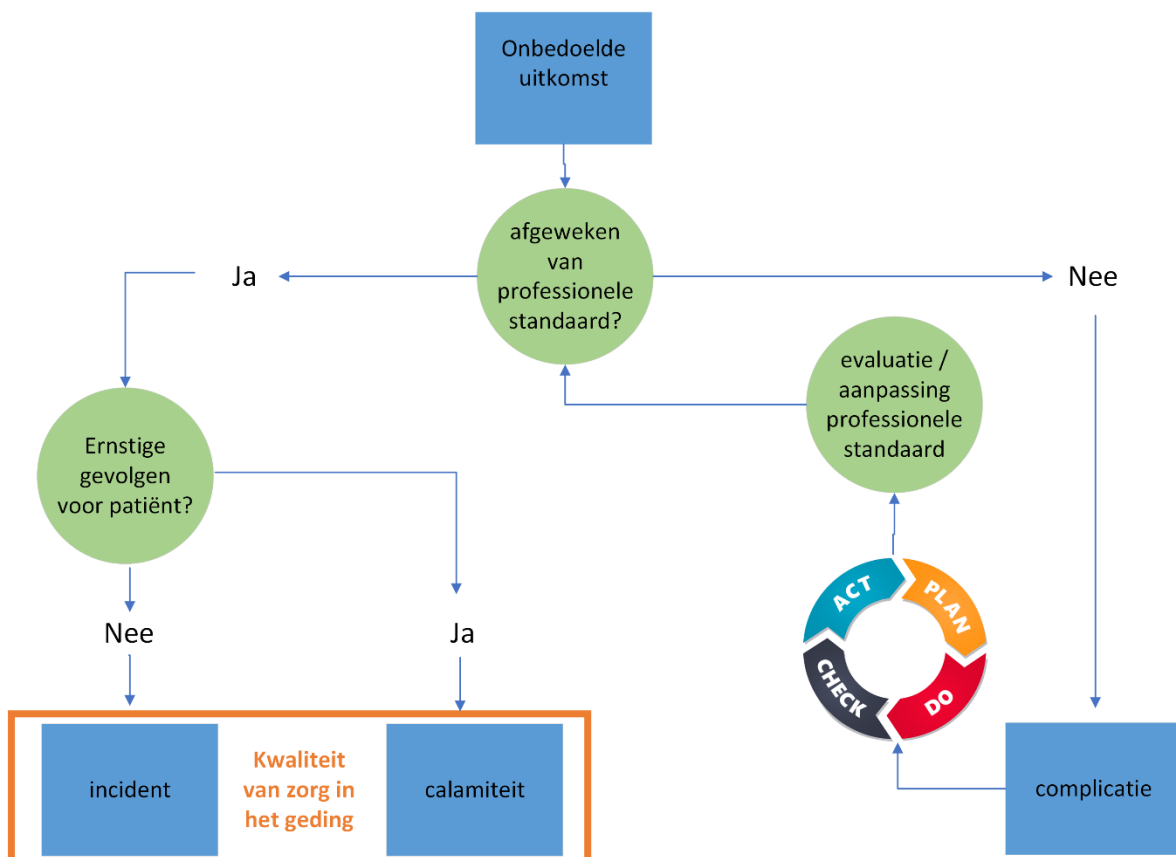 Onbedoelde
uitkomst
afgeweken
van
professionele
standaard?
Ja
Nee
evaluatie /
aanpassing
professionele
standaard
Ernstige
gevolgen
voor patiënt?
ACT
PLAN
CHECK
DO
Nee
Ja
incident
Kwaliteit
van zorg in
het geding
calamiteit
complicatie